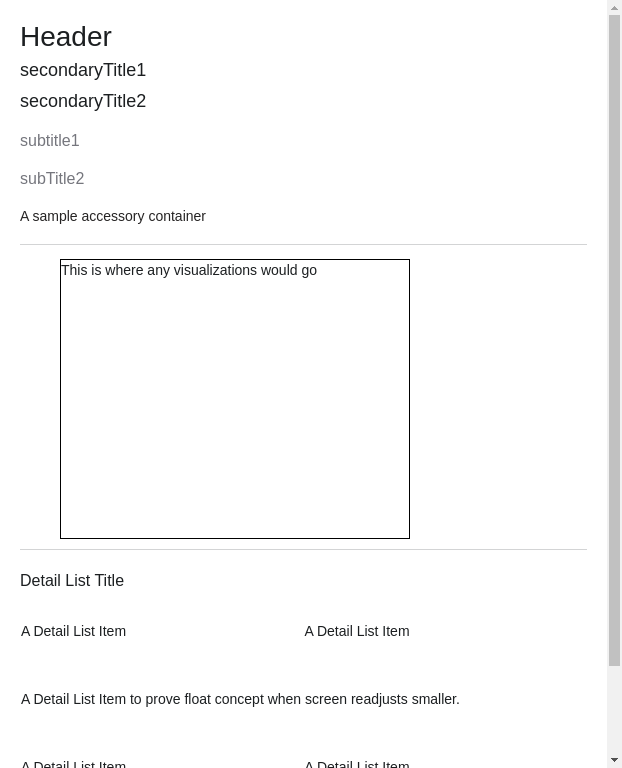 Header
secondaryTitle1
secondaryTitle2
subtitle1
subTitle2
A sample accessory container
This is where any visualizations would go
Detail List Title
A Detail List Item
A Detail List Item
A Detail List Item to prove float concept when screen readjusts smaller.
A Detail List Item
A Detail List Item